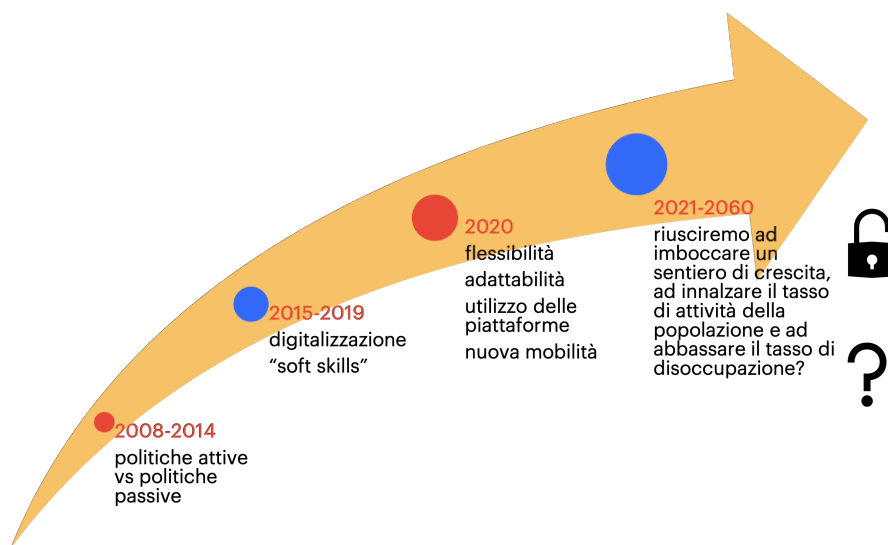 2008-2014
politiche attive
vs politiche
passive
2015-2019
digitalizzazione
“soft skills”
2020
flessibilità
adattabilità
utilizzo delle
piattaforme
nuova mobilità
2021-2060
riusciremo ad
imboccare un
sentiero di crescita,
ad innalzare il tasso
di attività della
popolazione e ad
abbassare il tasso di
disoccupazione?
?